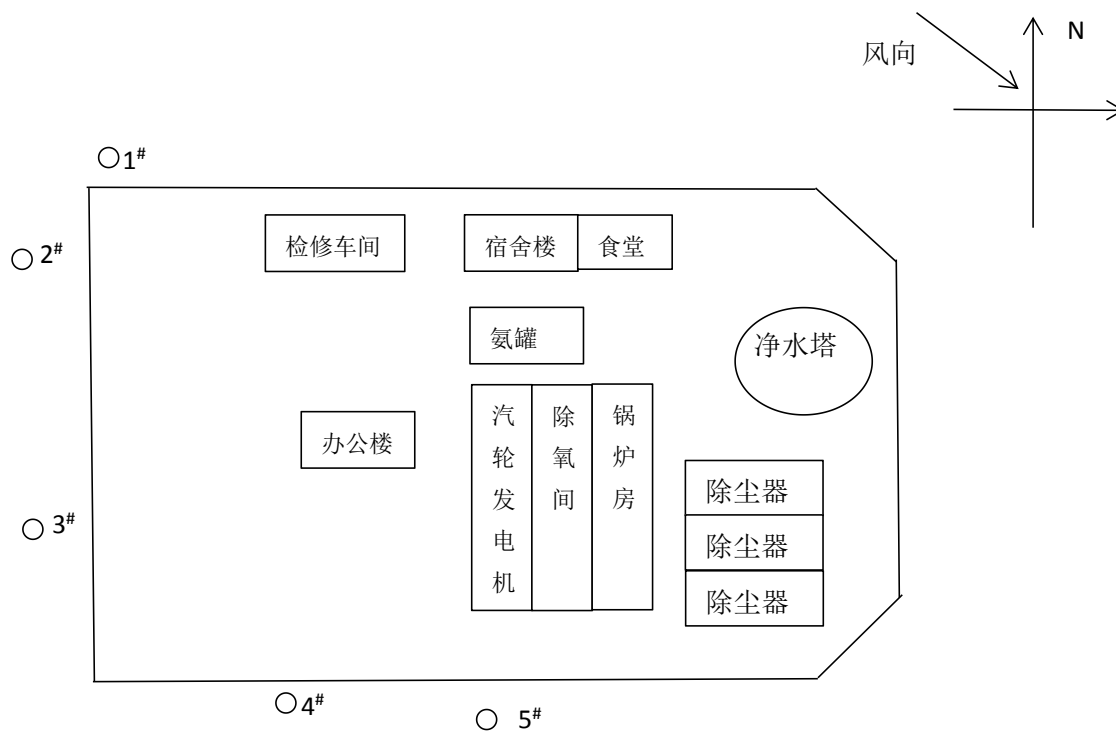 N
风向
1#
检修车间
宿舍楼
食堂
2#
氨罐
净水塔
汽轮发电机
除氧间
锅炉房
办公楼
除尘器
除尘器
除尘器
3#
4#
5#